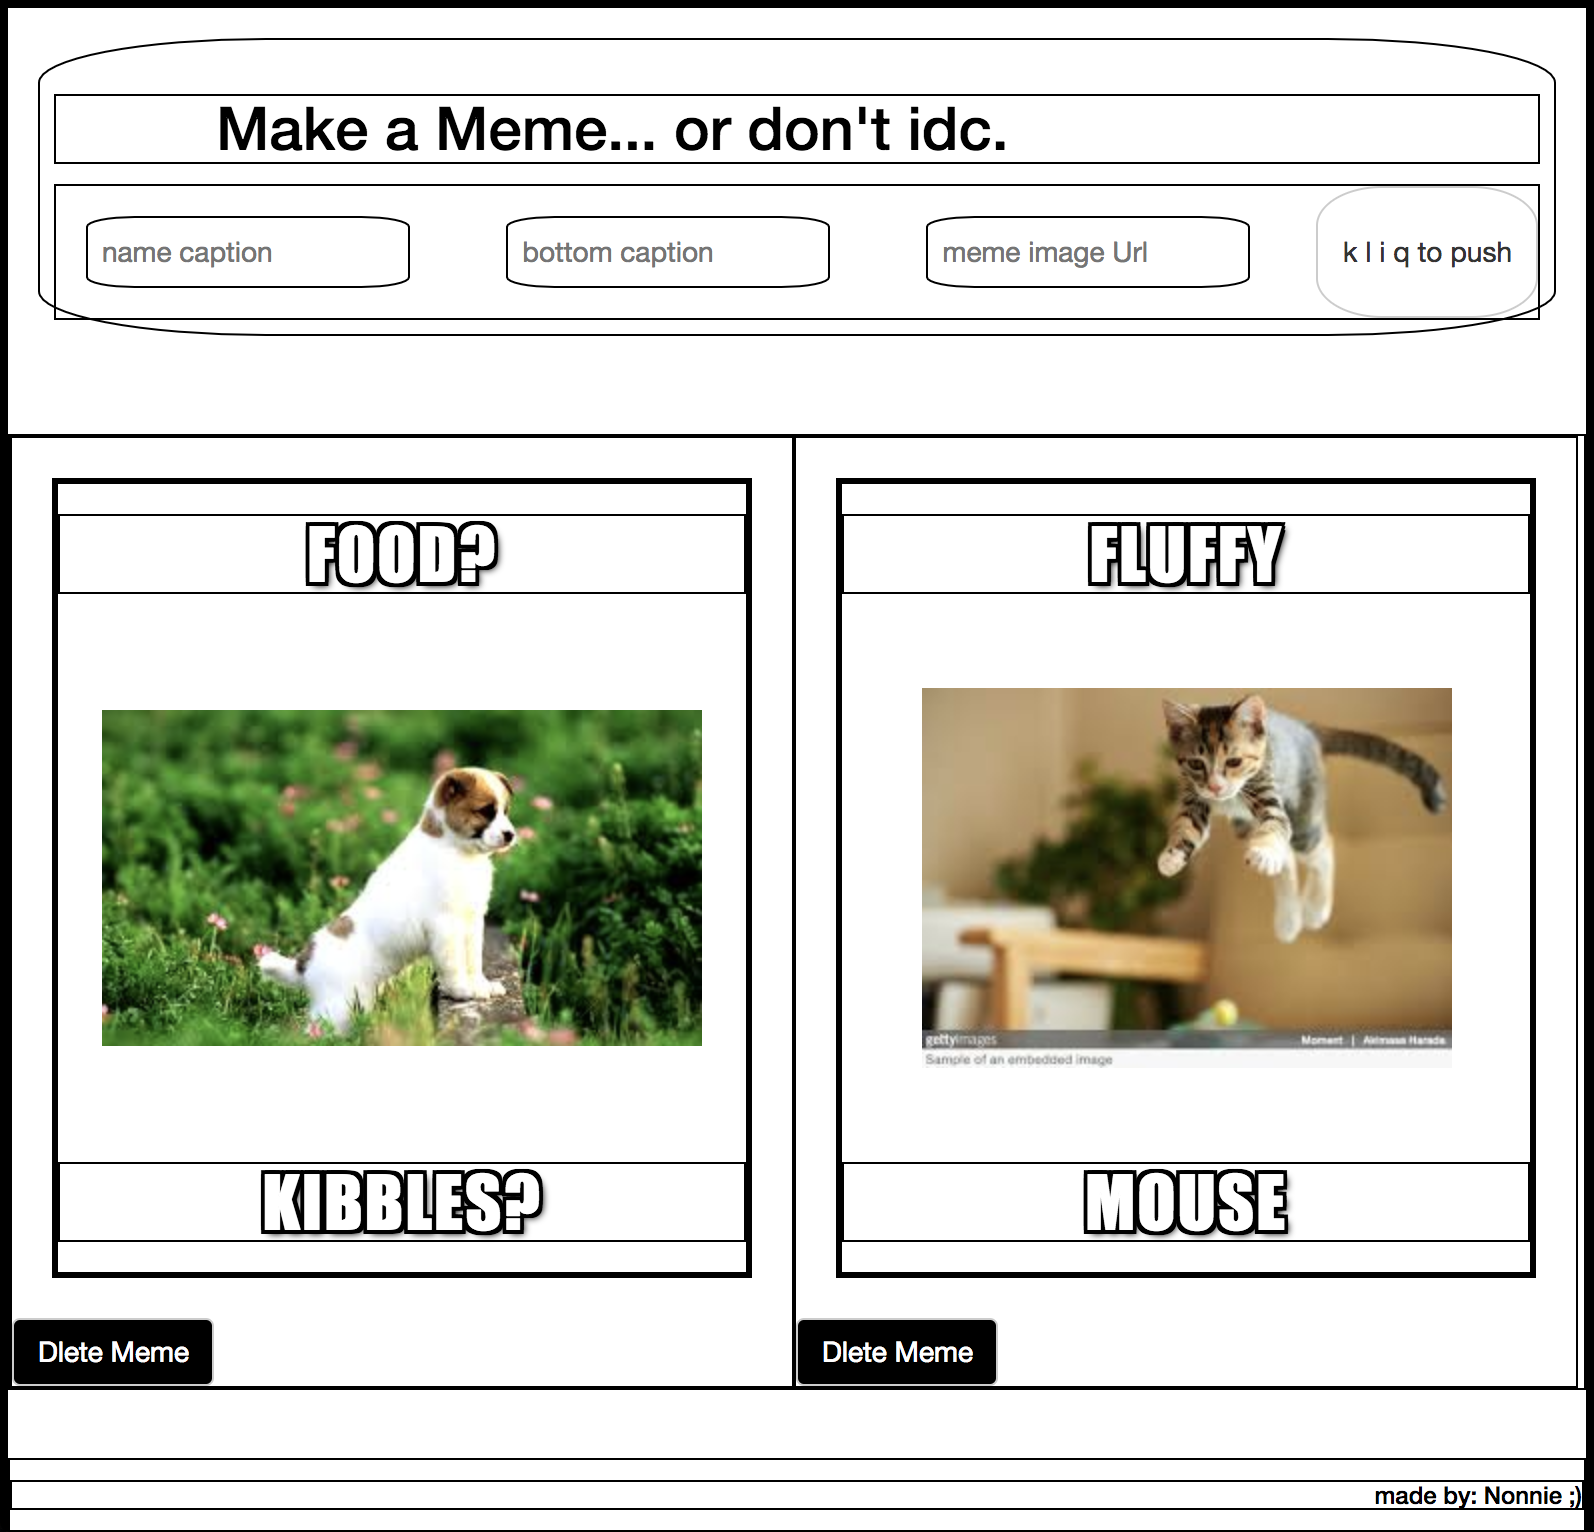 Make a Meme... or don't idc.
name caption
bottom caption
meme image Url
k l i q to push
FOOD?
FLUFFY
gettyimages
Moment | Akimasa Harada
Sample of an embedded image
KIBBLES?
MOUSE
Dlete Meme
Dlete Meme
made by: Nonnie ;)